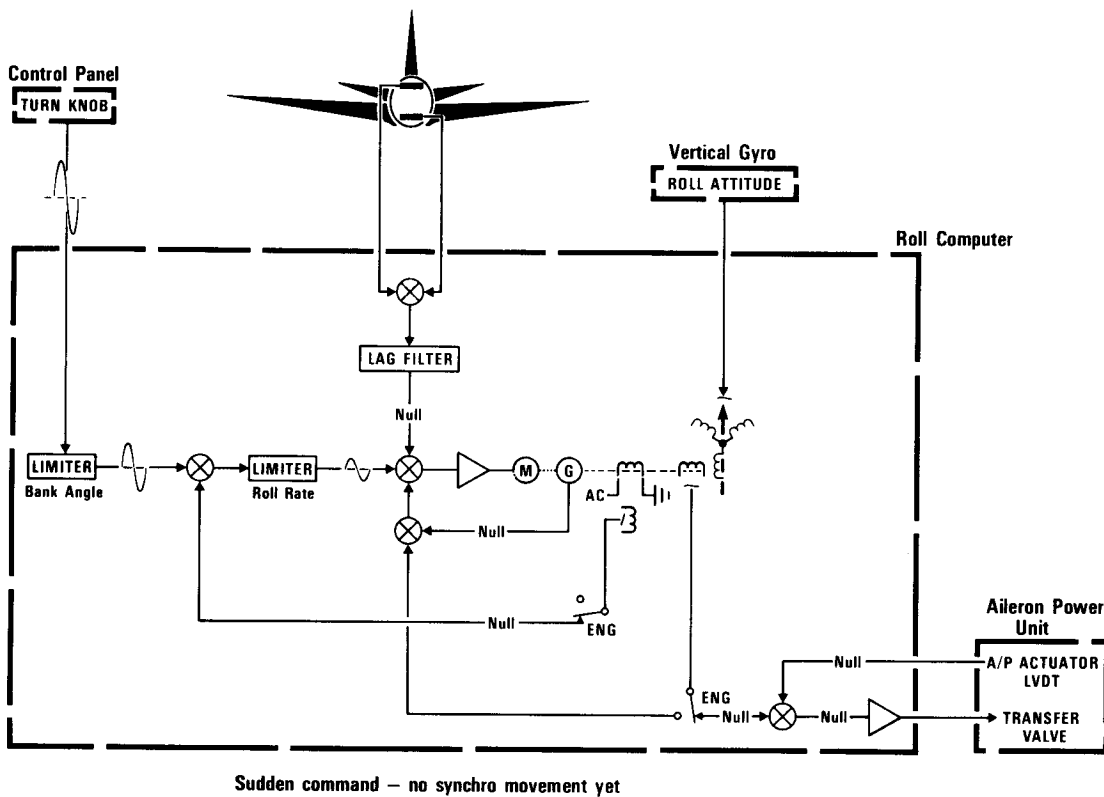 Control Panel
TURN KNOB
Vertical Gyro
ROLL ATTITUDE
Roll Computer
LAG FILTER
Null
LIMITER
Bank Angle
LIMITER
Roll Rate
M
G
AC
Null
Null
ENG
Aileron Power
Unit
Null
A/P ACTUATOR
LVDT
ENG
Null
Null
TRANSFER
VALVE
Sudden command – no synchro movement yet